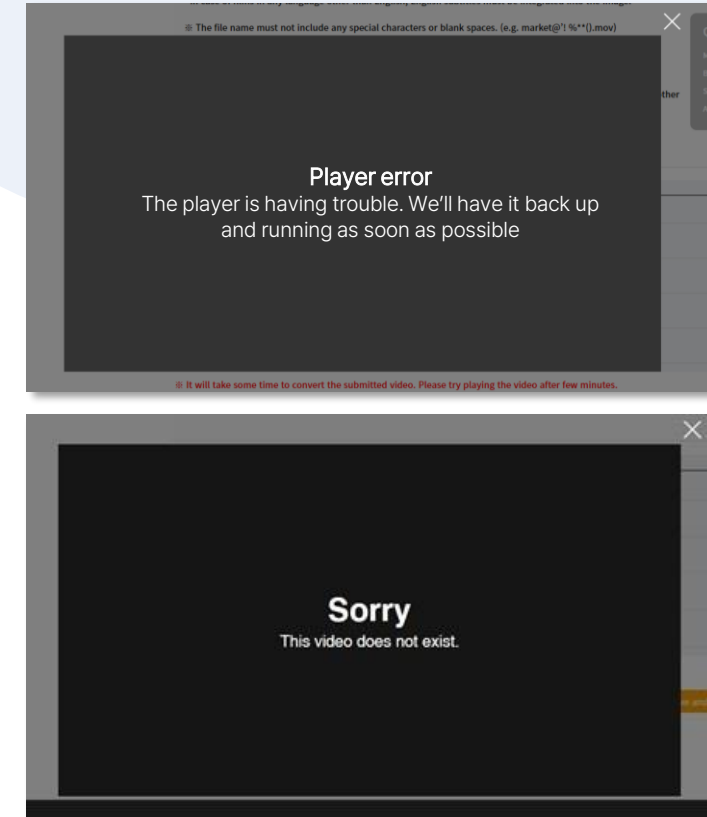 ※ The file name must not include any special characters or blank spaces. (e.g. market@'! %**().mov)
ther
Player error
The player is having trouble. We'll have it back up
and running as soon as possible
※ It will take some time to convert the submitted video. Please try playing the video after few minutes.
Sorry
This video does not exist.